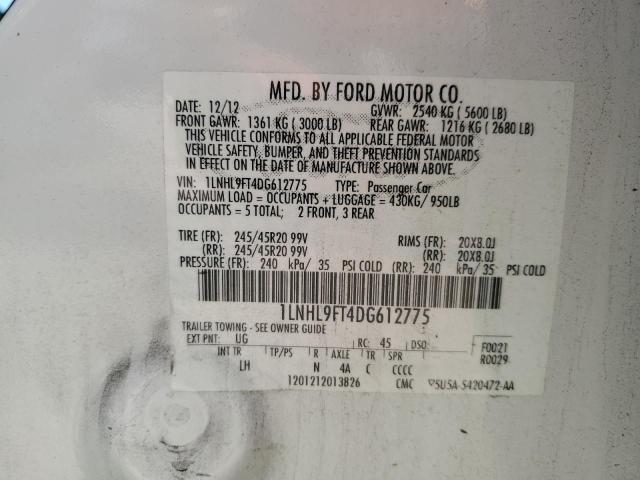 MFD. BY FORD MOTOR CO.
DATE: 12/12 GVWR: 2540 KG ( 5600 LB)
FRONT GAWR: 1361 KG ( 3000 LB) REAR GAWR: 1216 KG ( 2680 LB)
THIS VEHICLE CONFORMS TO ALL APPLICABLE FEDERAL MOTOR
VEHICLE SAFETY, BUMPER, AND THEFT PREVENTION STANDARDS
IN EFFECT ON THE DATE OF MANUFACTURE SHOWN ABOVE.
VIN: 1LNHL9FT4DG612775 TYPE: Passenger Car
MAXIMUM LOAD = OCCUPANTS + LUGGAGE = 430KG/ 950LB
OCCUPANTS = 5 TOTAL; 2 FRONT, 3 REAR
TIRE (FR): 245/45R20 99V RIMS (FR): 20X8.0J
(RR): 245/45R20 99V (RR): 20X8.0J
PRESSURE (FR): 240 kPa/ 35 PSI COLD (RR): 240 kPa/ 35 PSI COLD
1LNHL9FT4DG612775
TRAILER TOWING - SEE OWNER GUIDE
EXT PNT: UG RC: 45 DSO: F0021
INT TR TP/PS R AXLE TR SPR R0029
LH N 4A C CCCC
1201212013826 CMC 5U5A-5420472-AA